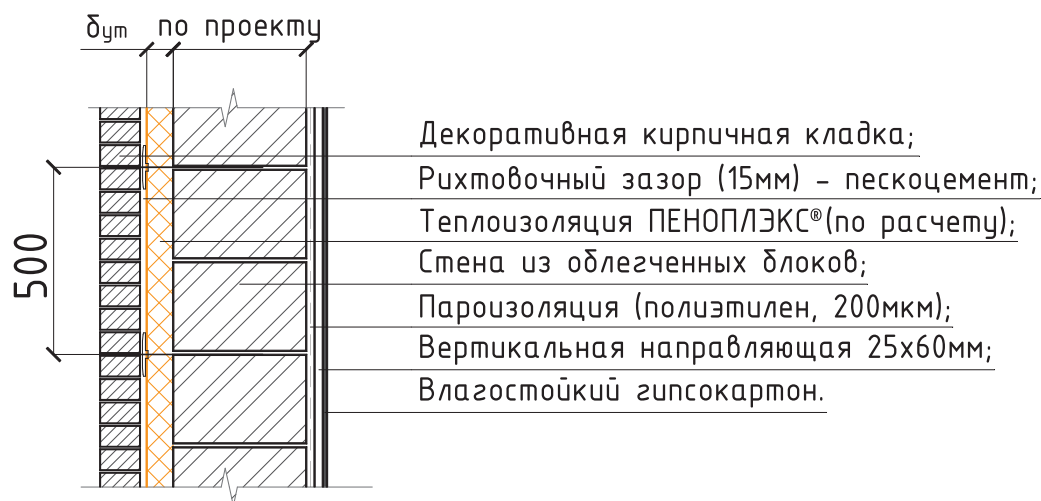 δут по проекту
Декоративная кирпичная кладка;
Рихтовочный зазор (15мм) – пескоцемент;
Теплоизоляция ПЕНОПЛЭКС®(по расчету);
Стена из облегченных блоков;
Пароизоляция (полиэтилен, 200мкм);
Вертикальная направляющая 25х60мм;
Влагостойкий гипсокартон.
500